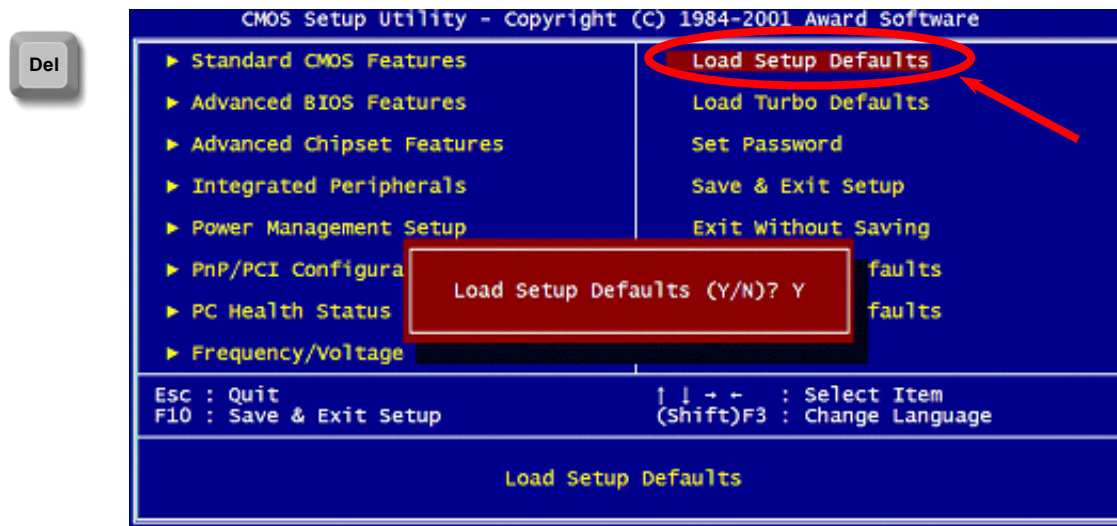 Del
CMOS Setup Utility - Copyright (C) 1984-2001 Award Software
▶ Standard CMOS Features
▶ Advanced BIOS Features
▶ Advanced Chipset Features
▶ Integrated Peripherals
▶ Power Management Setup
▶ PnP/PCI Configura
▶ PC Health Status
▶ Frequency/Voltage
Load Setup Defaults
Load Turbo Defaults
Set Password
Save & Exit Setup
Exit Without Saving
faults
faults
Load Setup Defaults (Y/N)? Y
Esc : Quit
F10 : Save & Exit Setup
↑ ↓ → ← : Select Item
(Shift)F3 : Change Language
Load Setup Defaults